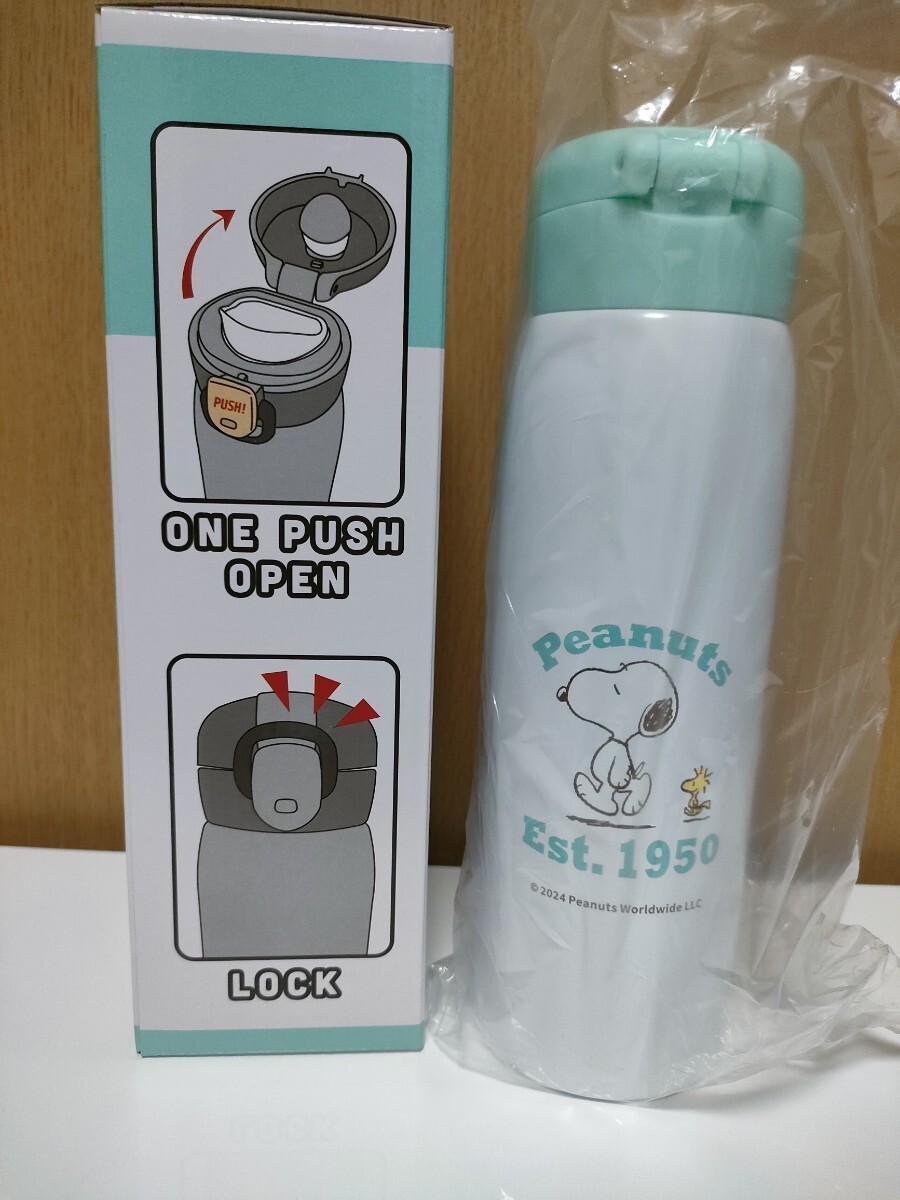 PUSH!
ONE PUSH
OPEN
LOCK
Peanuts
Est. 1950
©2024 Peanuts Worldwide LLC